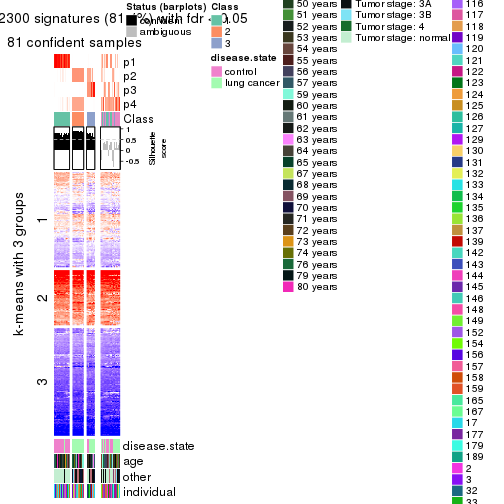 2300 signatures (81. %) with fdr < 0.05
81 confident samples
Status (barplots)
confident
ambiguous
Class
1
2
3
disease.state
control
lung cancer
p1
p2
p3
p4
Class
1
0.5
0
-0.5
Silhouette
score
k-means with 3 groups
1
2
3
disease.state
age
other
individual
50 years
51 years
52 years
53 years
54 years
55 years
56 years
57 years
59 years
60 years
61 years
62 years
63 years
64 years
65 years
67 years
68 years
69 years
70 years
71 years
72 years
73 years
74 years
76 years
79 years
80 years
Tumor stage: 3A
Tumor stage: 3B
Tumor stage: 4
Tumor stage: normal
116
117
118
119
120
121
122
123
124
125
126
127
129
130
131
132
133
134
135
136
137
139
142
143
144
145
146
148
149
152
154
156
157
158
159
165
167
17
177
179
189
2
3
32
33